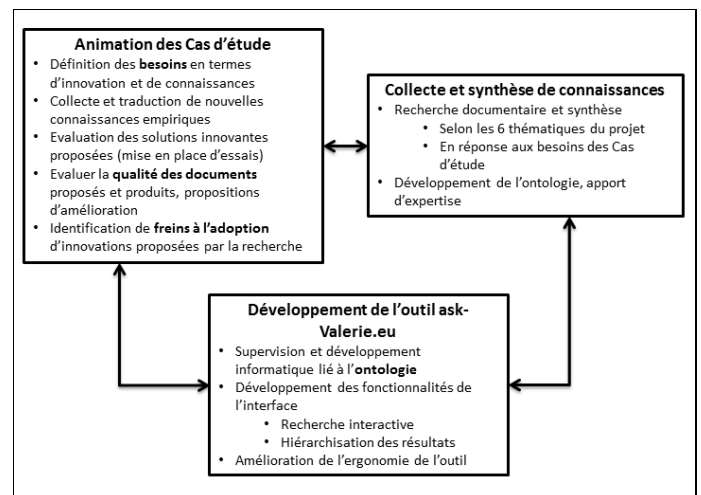 Animation des Cas d'étude
• Définition des besoins en termes
d'innovation et de connaissances
• Collecte et traduction de nouvelles
connaissances empiriques
• Evaluation des solutions innovantes
proposées (mise en place d'essais)
• Evaluer la qualité des documents
proposés et produits, propositions
d'amélioration
• Identification de freins à l'adoption
d'innovations proposées par la recherche
Collecte et synthèse de connaissances
• Recherche documentaire et synthèse
• Selon les 6 thématiques du projet
• En réponse aux besoins des Cas
d'étude
• Développement de l'ontologie, apport
d'expertise
Développement de l'outil ask-
Valerie.eu
• Supervision et développement
informatique lié à l'ontologie
• Développement des fonctionnalités de
l'interface
• Recherche interactive
• Hiérarchisation des résultats
• Amélioration de l'ergonomie de l'outil